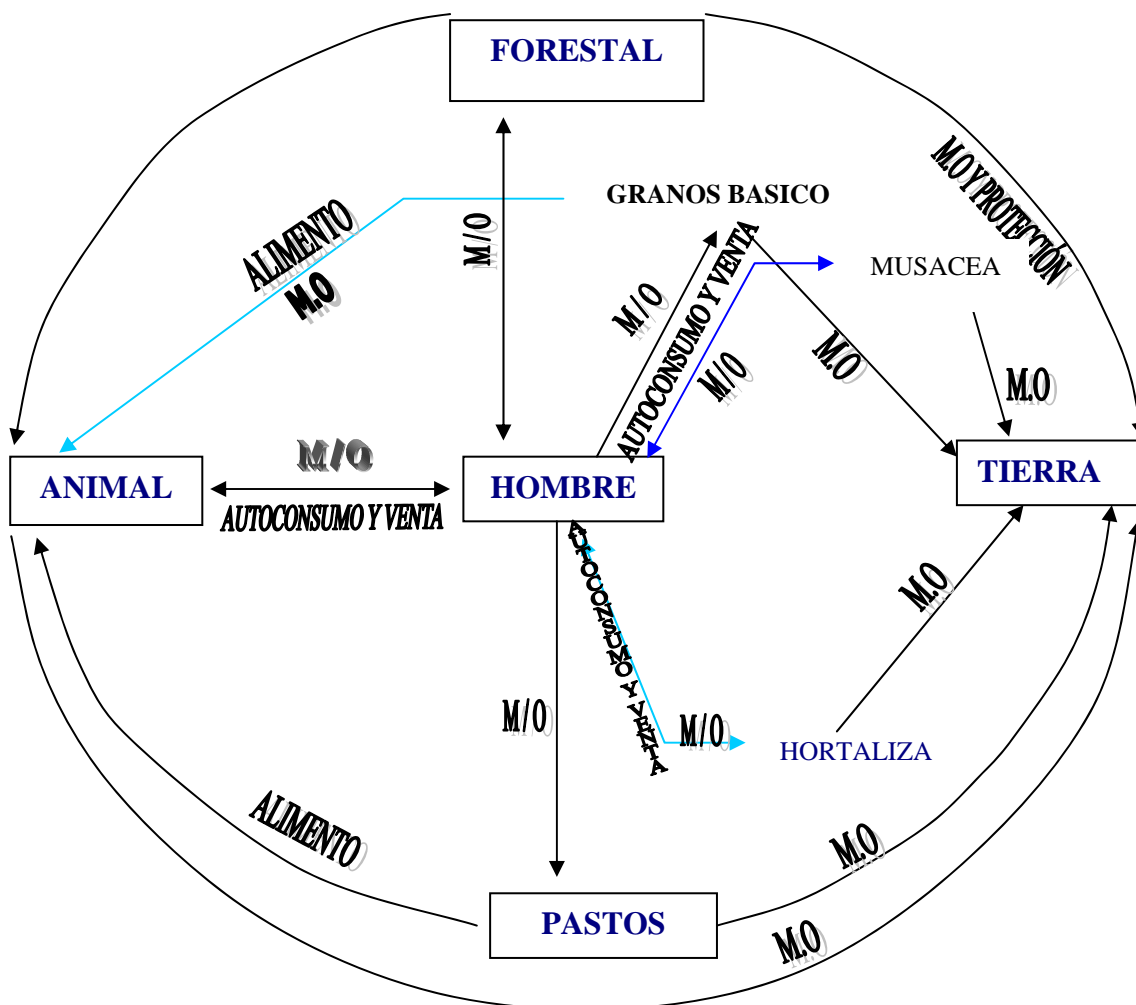 FORESTAL
M.O Y PROTECCIÓN
GRANOS BASICO
ALIMENTO
M.O
M/O
MUSACEA
M/O
AUTOCONSUMO Y VENTA
M/O
M.O
M.O
M/O
ANIMAL
HOMBRE
TIERRA
AUTOCONSUMO Y VENTA
AUTOCONSUMO Y VENTA
M.O
M/O
M/O
HORTALIZA
ALIMENTO
M.O
PASTOS
M.O